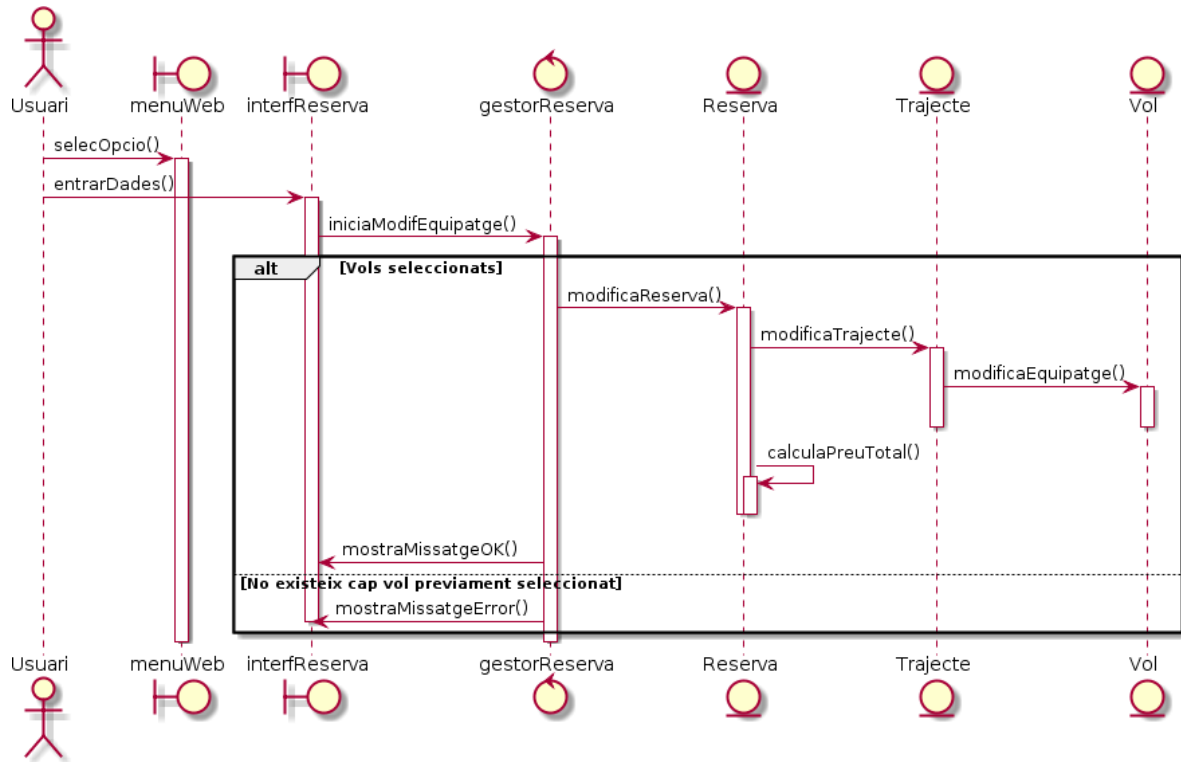 Usuari menuWeb interfReserva gestorReserva Reserva Trajecte Vol
selecOpcio()
entrarDades()
iniciaModifEquipatge()
alt [Vols seleccionats]
modificaReserva()
modificaTrajecte()
modificaEquipatge()
calculaPreuTotal()
mostraMissatgeOK()
[No existeix cap vol previament seleccionat]
mostraMissatgeError()
Usuari menuWeb interfReserva gestorReserva Reserva Trajecte Vol